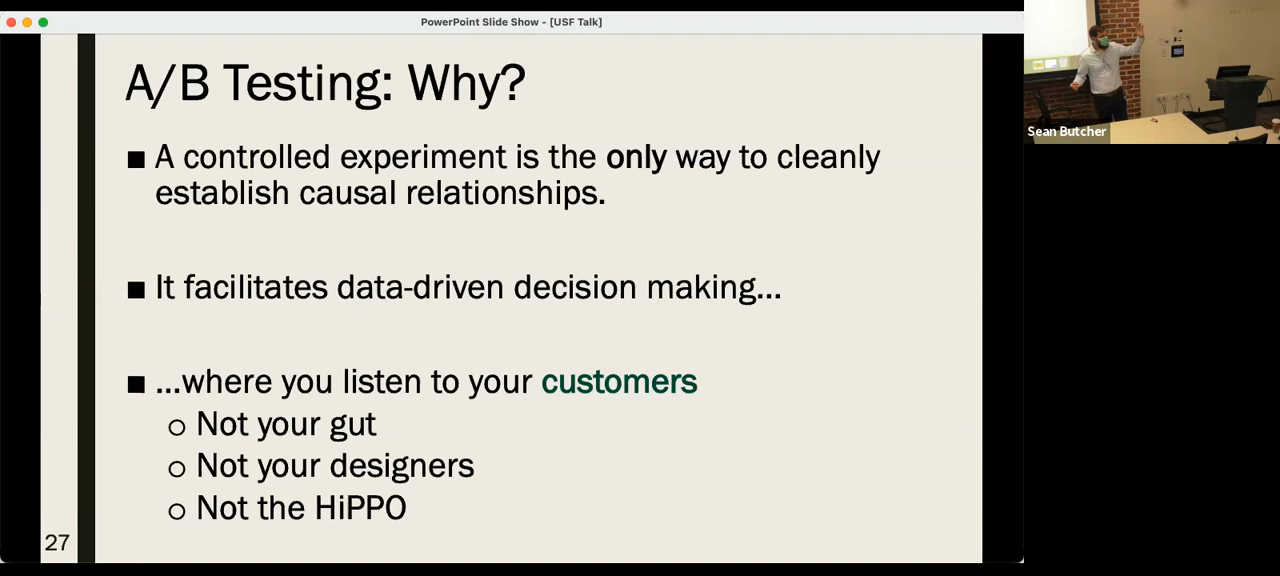 PowerPoint Slide Show - [USF Talk]
A/B Testing: Why?
■ A controlled experiment is the only way to cleanly
establish causal relationships.
■ It facilitates data-driven decision making...
■ ...where you listen to your customers
○ Not your gut
○ Not your designers
○ Not the HiPPO
27
Sean Butcher